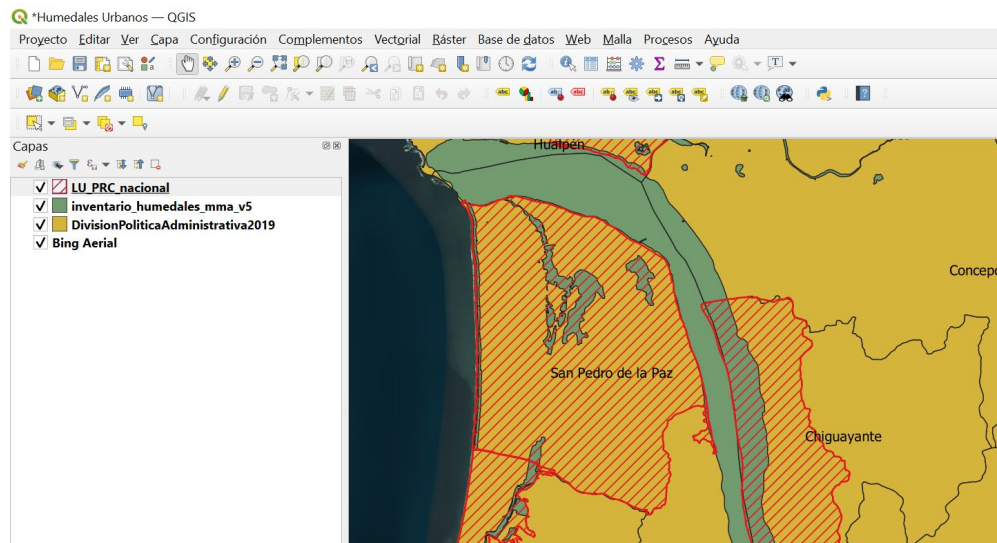 *Humedales Urbanos — QGIS
Proyecto Editar Ver Capa Configuración Complementos Vectorial Ráster Base de datos Web Malla Procesos Ayuda
Capas
LU_PRC_nacional
inventario_humedales_mma_v5
DivisionPoliticaAdministrativa2019
Bing Aerial
Hualpén
Concepc
San Pedro de la Paz
Chiguayante